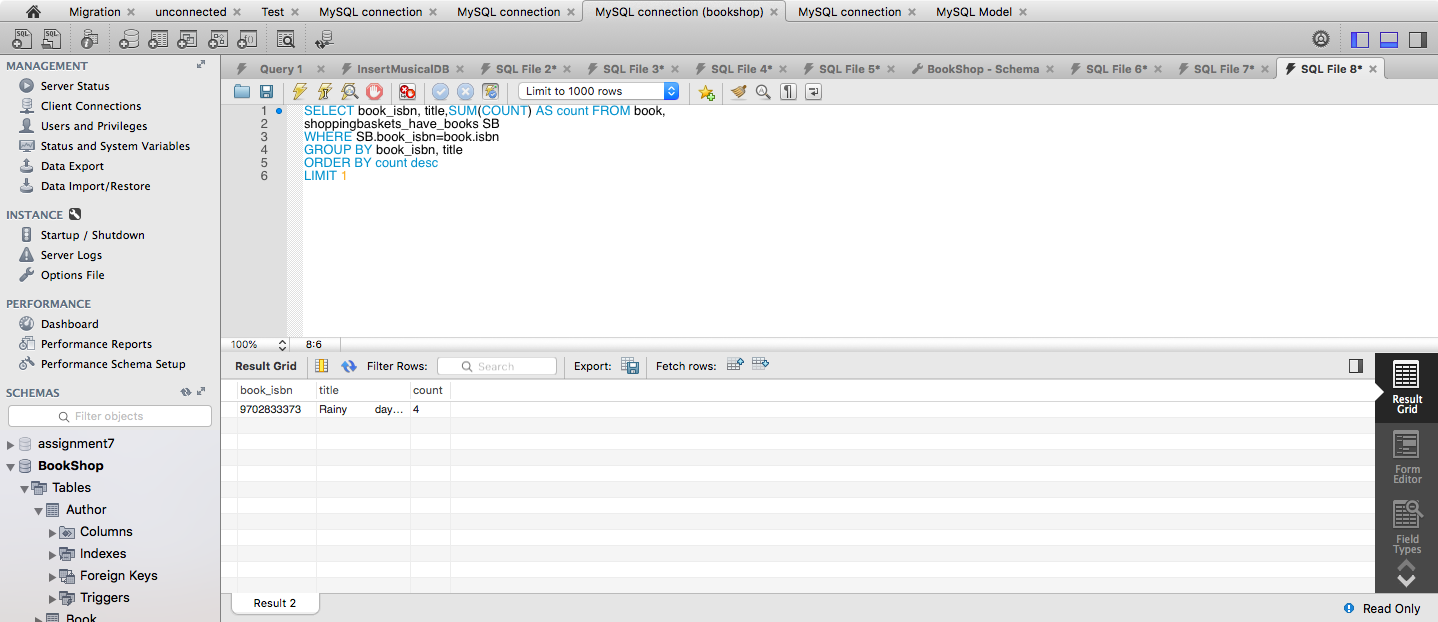 Migration unconnected Test MySQL connection MySQL connection MySQL connection (bookshop) MySQL connection MySQL Model
MANAGEMENT
Server Status
Client Connections
Users and Privileges
Status and System Variables
Data Export
Data Import/Restore
INSTANCE
Startup / Shutdown
Server Logs
Options File
PERFORMANCE
Dashboard
Performance Reports
Performance Schema Setup
SCHEMAS
Filter objects
assignment7
BookShop
Tables
Author
Columns
Indexes
Foreign Keys
Triggers
Book
Query 1 InsertMusicalDB SQL File 2* SQL File 3* SQL File 4* SQL File 5* BookShop - Schema SQL File 6* SQL File 7* SQL File 8*
Limit to 1000 rows
1 SELECT book_isbn, title,SUM(COUNT) AS count FROM book,
2 shoppingbaskets_have_books SB
3 WHERE SB.book_isbn=book.isbn
4 GROUP BY book_isbn, title
5 ORDER BY count desc
6 LIMIT 1
100% 8:6
Result Grid Filter Rows: Search Export: Fetch rows:
book_isbn title count
9702833373 Rainy day... 4
Result
Grid
Form
Editor
Field
Types
Result 2
Read Only